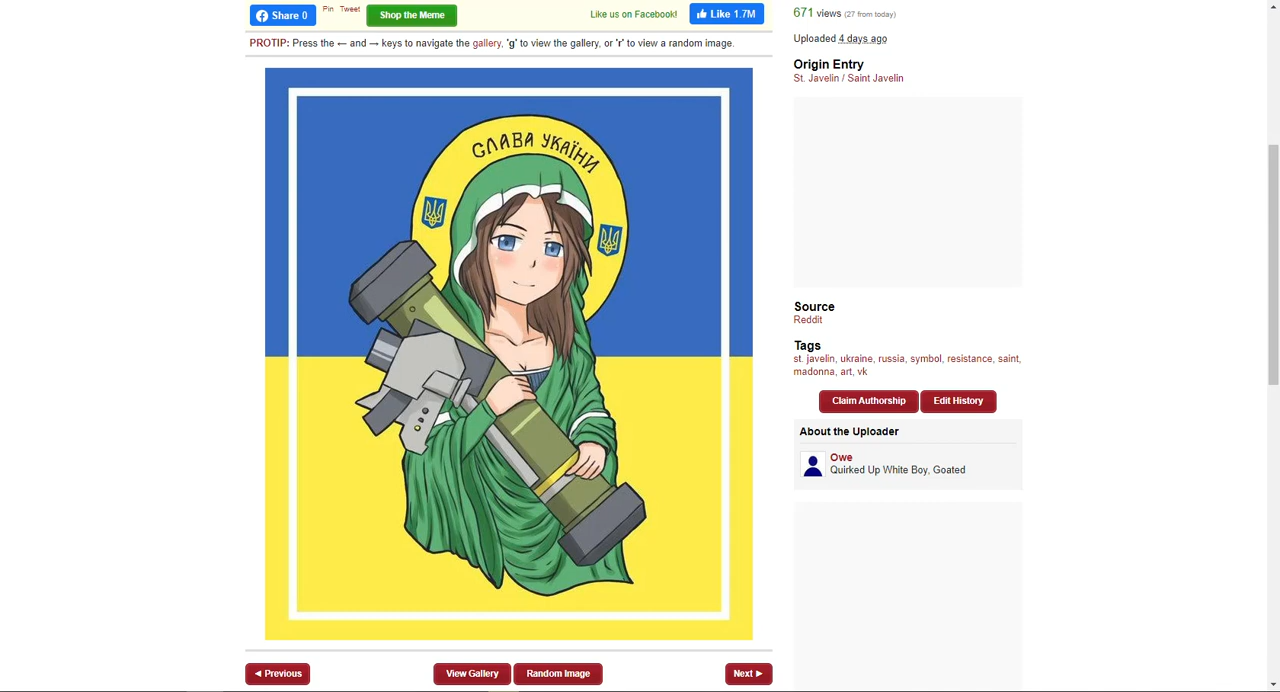 Share 0
Pin
Tweet
Shop the Meme
Like us on Facebook!
Like 1.7M
PROTIP: Press the ← and → keys to navigate the gallery, 'g' to view the gallery, or 'r' to view a random image.
СЛАВА УКАЇНИ
◄ Previous
View Gallery
Random Image
Next ►
671 views (27 from today)
Uploaded 4 days ago
Origin Entry
St. Javelin / Saint Javelin
Source
Reddit
Tags
st. javelin, ukraine, russia, symbol, resistance, saint,
madonna, art, vk
Claim Authorship
Edit History
About the Uploader
Owe
Quirked Up White Boy, Goated